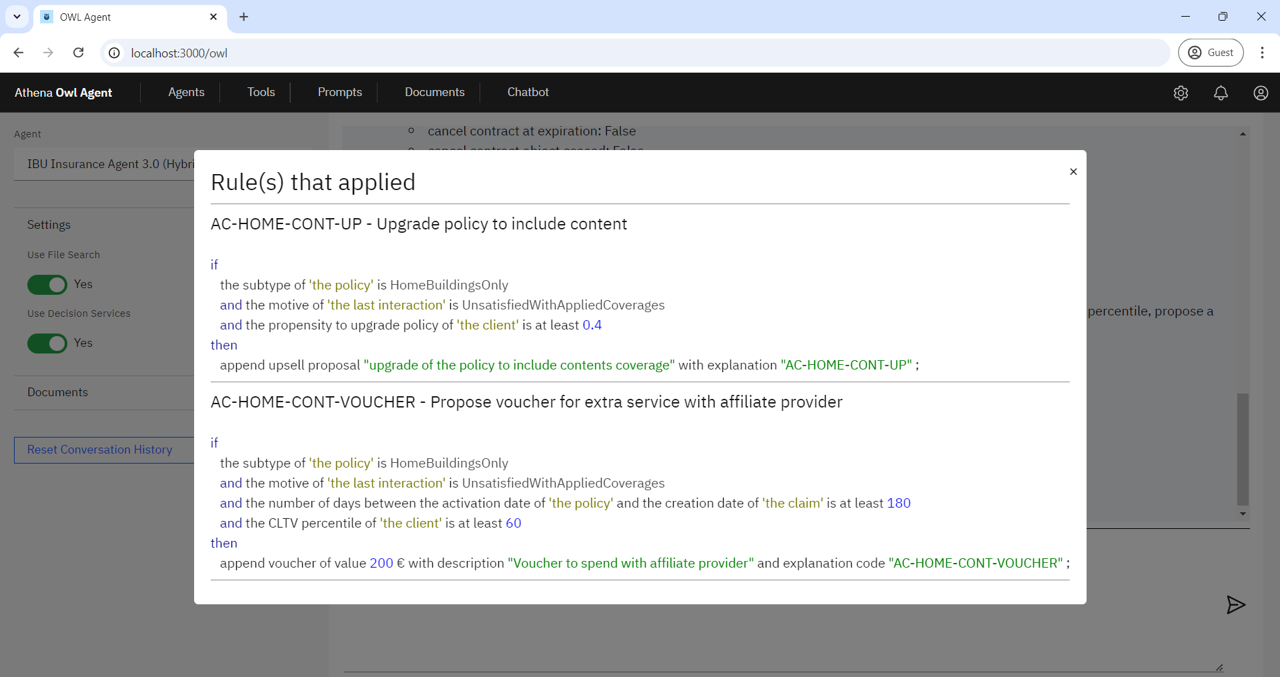 OWL Agent
localhost:3000/owl
Guest
Athena Owl Agent
Agents
Tools
Prompts
Documents
Chatbot
Agent
IBU Insurance Agent 3.0 (Hybri
Settings
Use File Search
Yes
Use Decision Services
Yes
Documents
Reset Conversation History
cancel contract at expiration: False
percentile, propose a
Rule(s) that applied
AC-HOME-CONT-UP - Upgrade policy to include content
if
the subtype of 'the policy' is HomeBuildingsOnly
and the motive of 'the last interaction' is UnsatisfiedWithAppliedCoverages
and the propensity to upgrade policy of 'the client' is at least 0.4
then
append upsell proposal "upgrade of the policy to include contents coverage" with explanation "AC-HOME-CONT-UP" ;
AC-HOME-CONT-VOUCHER - Propose voucher for extra service with affiliate provider
if
the subtype of 'the policy' is HomeBuildingsOnly
and the motive of 'the last interaction' is UnsatisfiedWithAppliedCoverages
and the number of days between the activation date of 'the policy' and the creation date of 'the claim' is at least 180
and the CLTV percentile of 'the client' is at least 60
then
append voucher of value 200 € with description "Voucher to spend with affiliate provider" and explanation code "AC-HOME-CONT-VOUCHER" ;